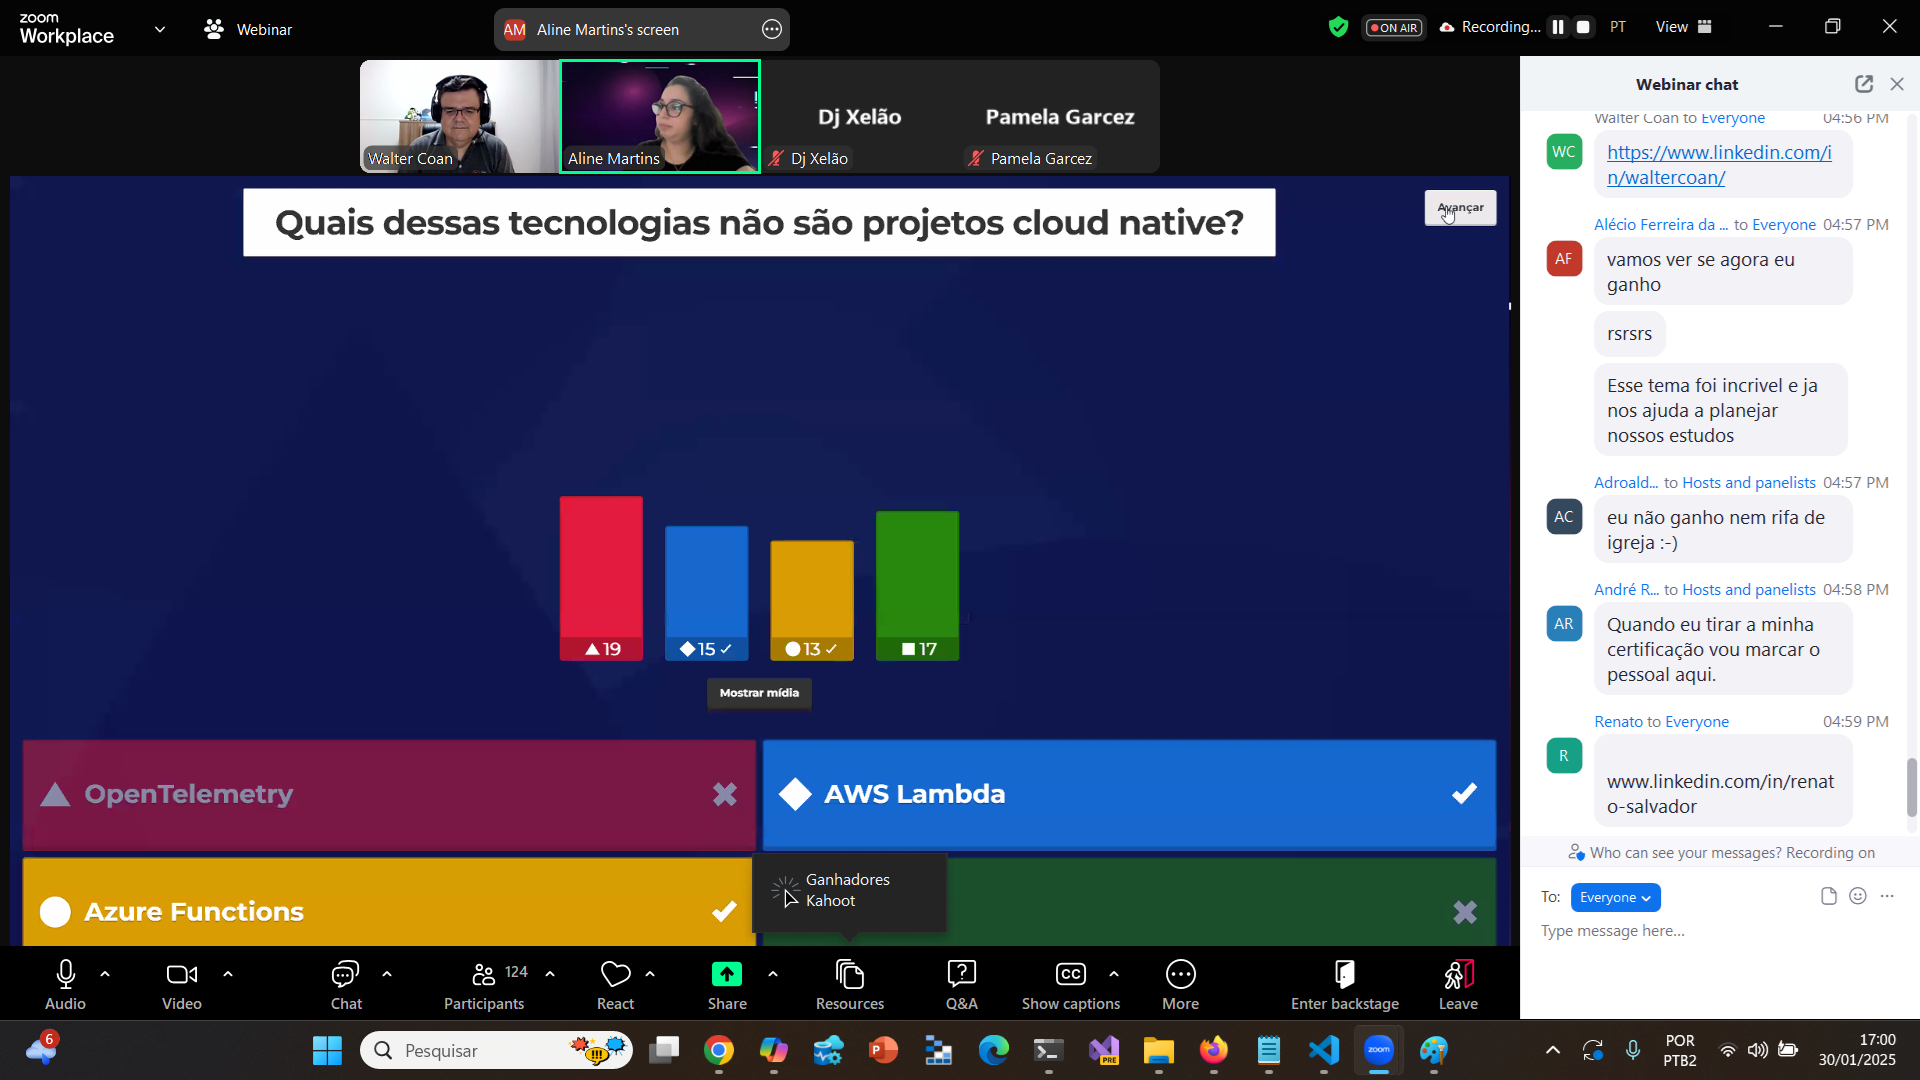 zoom
Workplace
Webinar
AM
Aline Martins's screen
ON AIR
Recording...
PT
View
Walter Coan
Aline Martins
Dj Xelão
Dj Xelão
Pamela Garcez
Pamela Garcez
Quais dessas tecnologias não são projetos cloud native?
Avançar
19
15
13
17
Mostrar mídia
OpenTelemetry
AWS Lambda
Azure Functions
Ganhadores
Kahoot
Webinar chat
Walter Coan to Everyone 04:56 PM
WC
https://www.linkedin.com/i
n/waltercoan/
Alécio Ferreira da ... to Everyone 04:57 PM
AF
vamos ver se agora eu
ganho
rsrsrs
Esse tema foi incrivel e ja
nos ajuda a planejar
nossos estudos
Adroald... to Hosts and panelists 04:57 PM
AC
eu não ganho nem rifa de
igreja :-)
André R... to Hosts and panelists 04:58 PM
AR
Quando eu tirar a minha
certificação vou marcar o
pessoal aqui.
Renato to Everyone 04:59 PM
R
www.linkedin.com/in/renat
o-salvador
Who can see your messages? Recording on
To: Everyone
Type message here...
Audio
Video
Chat
124
Participants
React
Share
Resources
Q&A
CC
Show captions
More
Enter backstage
Leave
6
Pesquisar
PRE
zoom
POR
PTB2
17:00
30/01/2025